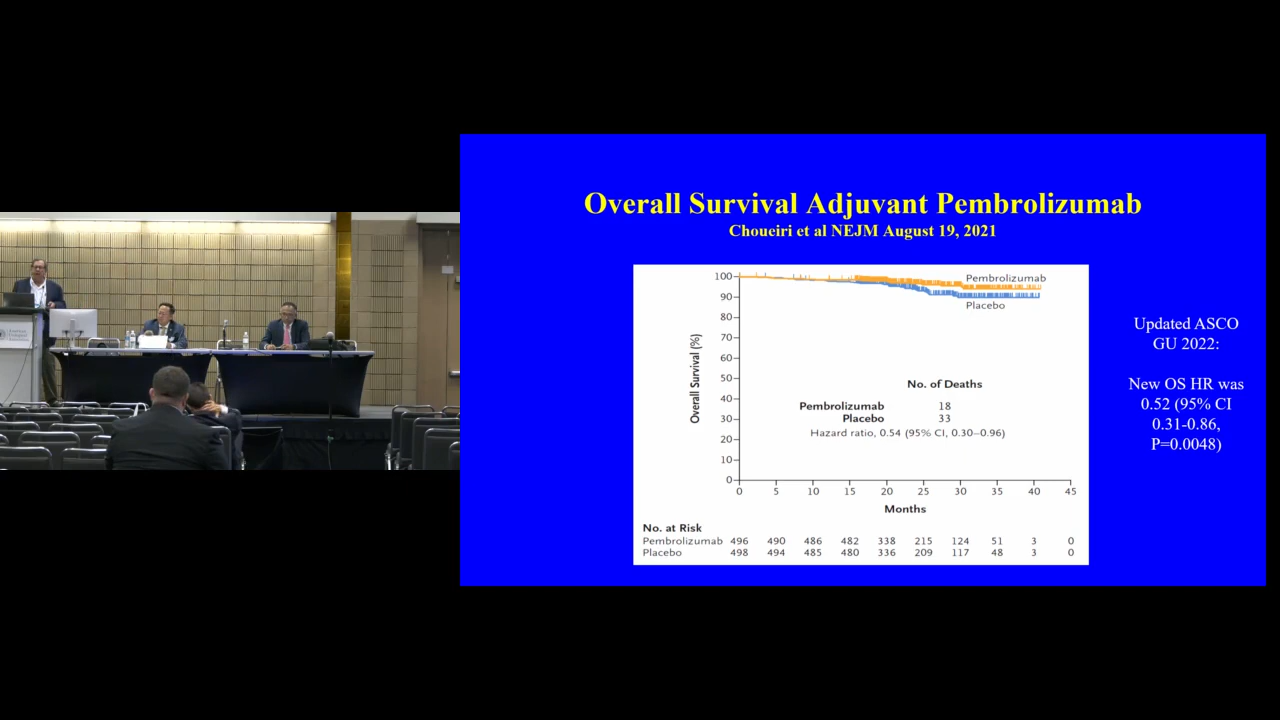 Overall Survival Adjuvant Pembrolizumab
Choueiri et al NEJM August 19, 2021
Overall Survival (%)
100
90
80
70
60
50
40
30
20
10
0
Pembrolizumab
Placebo
No. of Deaths
Pembrolizumab 18
Placebo 33
Hazard ratio, 0.54 (95% CI, 0.30–0.96)
0 5 10 15 20 25 30 35 40 45
Months
No. at Risk
Pembrolizumab 496 490 486 482 338 215 124 51 3 0
Placebo 498 494 485 480 336 209 117 48 3 0
Updated ASCO
GU 2022:
New OS HR was
0.52 (95% CI
0.31-0.86,
P=0.0048)